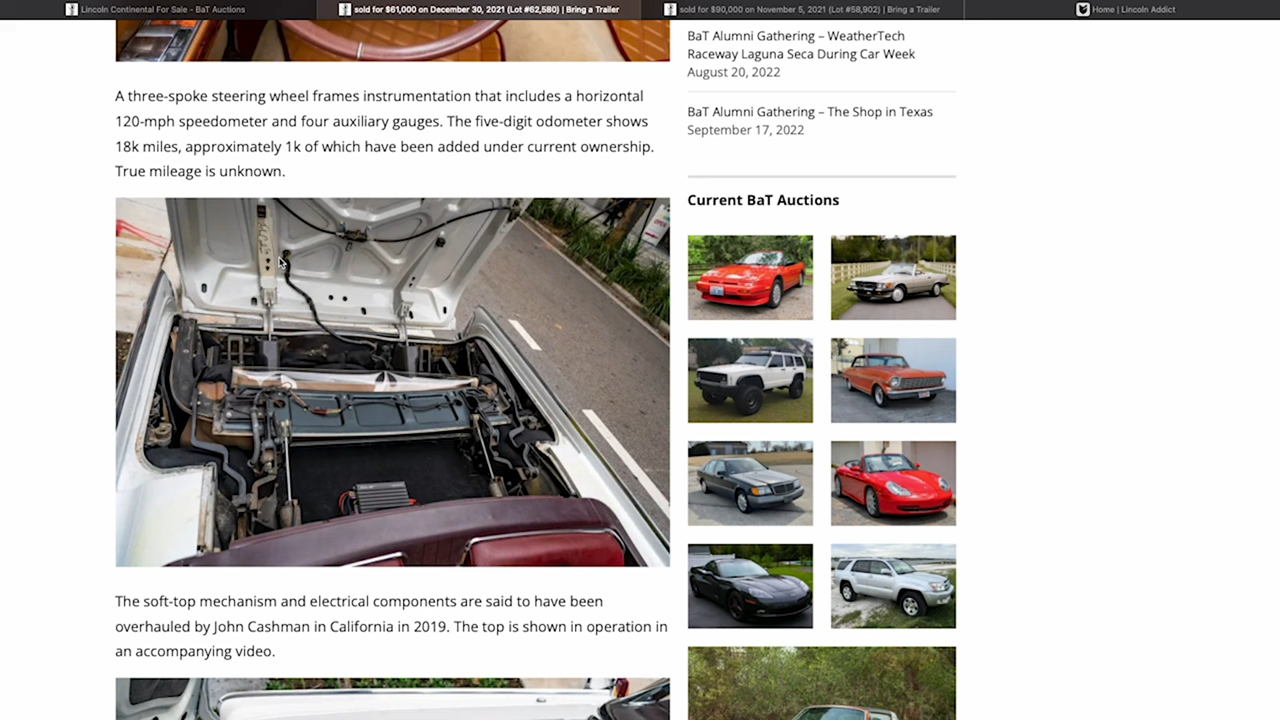 Lincoln Continental For Sale - BaT Auctions
sold for $61,000 on December 30, 2021 (Lot #62,580) | Bring a Trailer
sold for $90,000 on November 5, 2021 (Lot #58,902) | Bring a Trailer
Home | Lincoln Addict
A three-spoke steering wheel frames instrumentation that includes a horizontal
120-mph speedometer and four auxiliary gauges. The five-digit odometer shows
18k miles, approximately 1k of which have been added under current ownership.
True mileage is unknown.
The soft-top mechanism and electrical components are said to have been
overhauled by John Cashman in California in 2019. The top is shown in operation in
an accompanying video.
BaT Alumni Gathering – WeatherTech
Raceway Laguna Seca During Car Week
August 20, 2022
BaT Alumni Gathering – The Shop in Texas
September 17, 2022
Current BaT Auctions